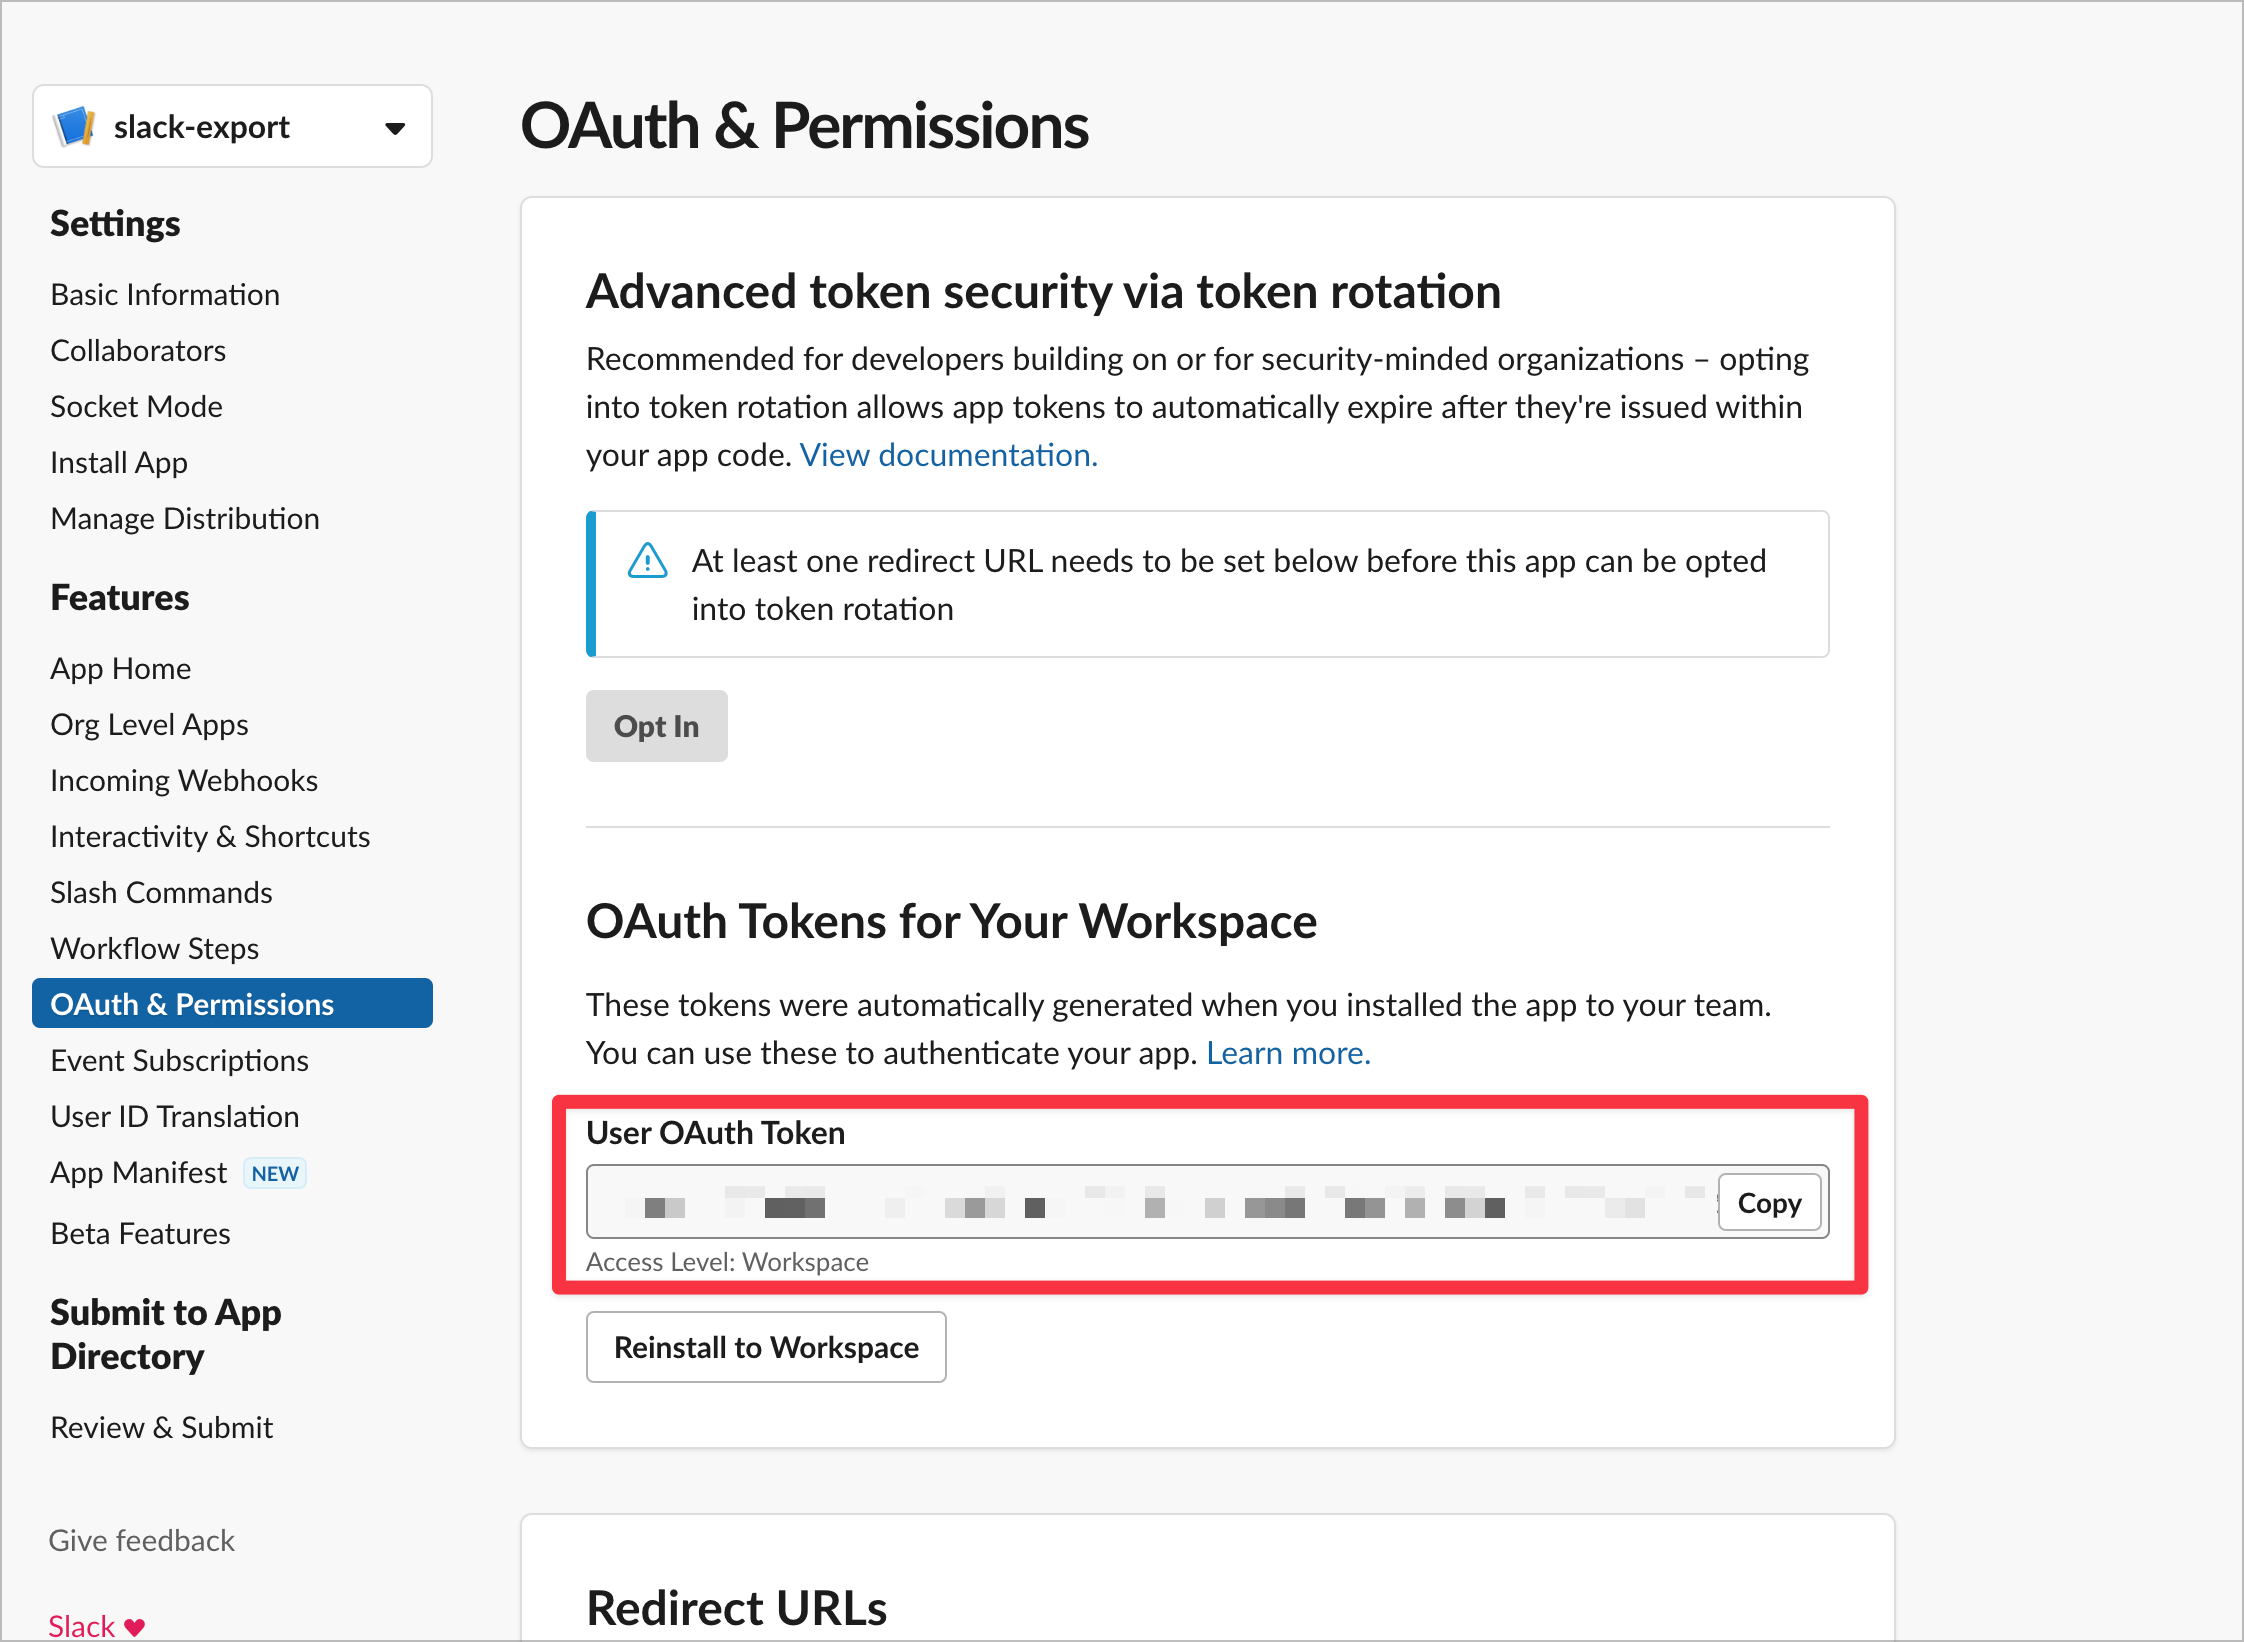 slack-export
Settings
Basic Information
Collaborators
Socket Mode
Install App
Manage Distribution
Features
App Home
Org Level Apps
Incoming Webhooks
Interactivity & Shortcuts
Slash Commands
Workflow Steps
OAuth & Permissions
Event Subscriptions
User ID Translation
App Manifest NEW
Beta Features
Submit to App
Directory
Review & Submit
Give feedback
Slack ♥
OAuth & Permissions
Advanced token security via token rotation
Recommended for developers building on or for security-minded organizations – opting
into token rotation allows app tokens to automatically expire after they're issued within
your app code. View documentation.
At least one redirect URL needs to be set below before this app can be opted
into token rotation
Opt In
OAuth Tokens for Your Workspace
These tokens were automatically generated when you installed the app to your team.
You can use these to authenticate your app. Learn more.
User OAuth Token
Copy
Access Level: Workspace
Reinstall to Workspace
Redirect URLs